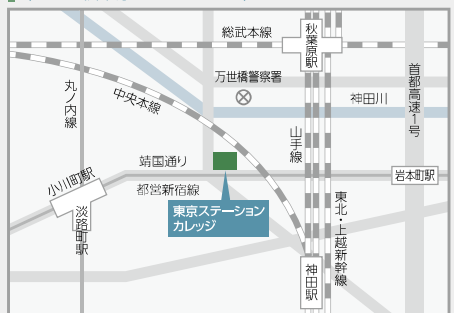 総武本線
秋葉原駅
丸ノ内線
中央本線
万世橋警察署
首都高速1号
神田川
山手線
靖国通り
小川町駅
岩本町駅
都営新宿線
淡路町駅
東京ステーション
カレッジ
東北・上越新幹線
神田駅